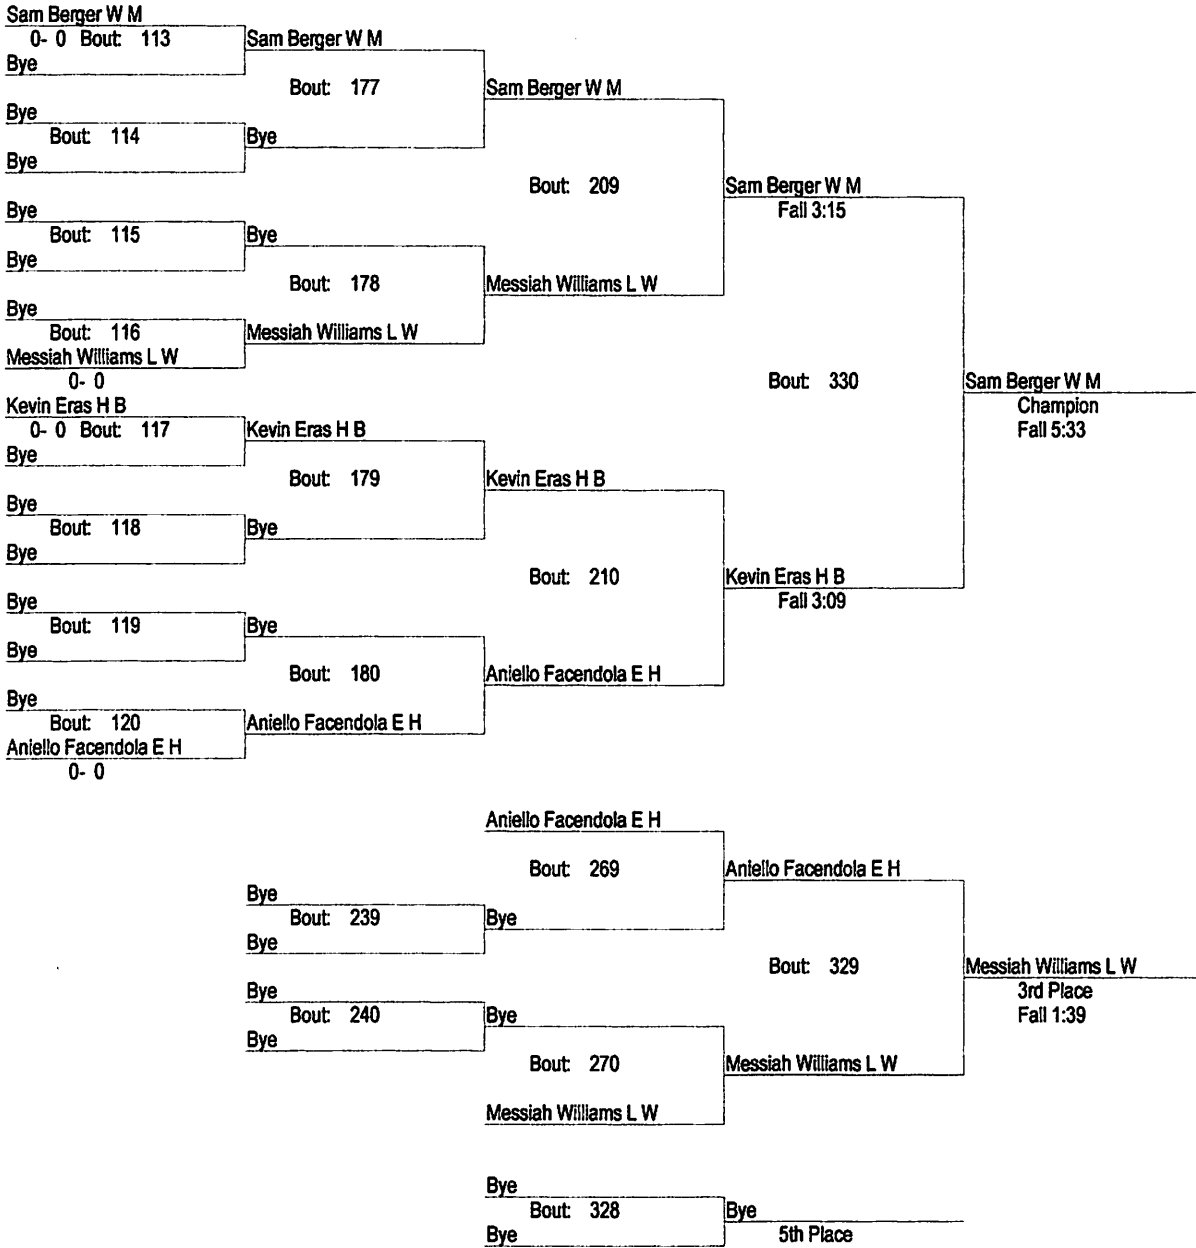 Sam Berger W M
0- 0 Bout: 113 Sam Berger W M
Bye
Bout: 177 Sam Berger W M
Bye
Bout: 114 Bye
Bye
Bout: 209 Sam Berger W M
Fall 3:15
Bye
Bout: 115 Bye
Bye
Bout: 178 Messiah Williams L W
Bye
Bout: 116 Messiah Williams L W
Messiah Williams L W
0- 0
Bout: 330 Sam Berger W M
Champion
Fall 5:33
Kevin Eras H B
0- 0 Bout: 117 Kevin Eras H B
Bye
Bout: 179 Kevin Eras H B
Bye
Bout: 118 Bye
Bye
Bout: 210 Kevin Eras H B
Fall 3:09
Bye
Bout: 119 Bye
Bye
Bout: 180 Aniello Facendola E H
Bye
Bout: 120 Aniello Facendola E H
Aniello Facendola E H
0- 0
Aniello Facendola E H
Bout: 269 Aniello Facendola E H
Bye
Bout: 239 Bye
Bye
Bout: 329 Messiah Williams L W
3rd Place
Fall 1:39
Bye
Bout: 240 Bye
Bye
Bout: 270 Messiah Williams L W
Messiah Williams L W
Bye
Bout: 328 Bye
Bye 5th Place